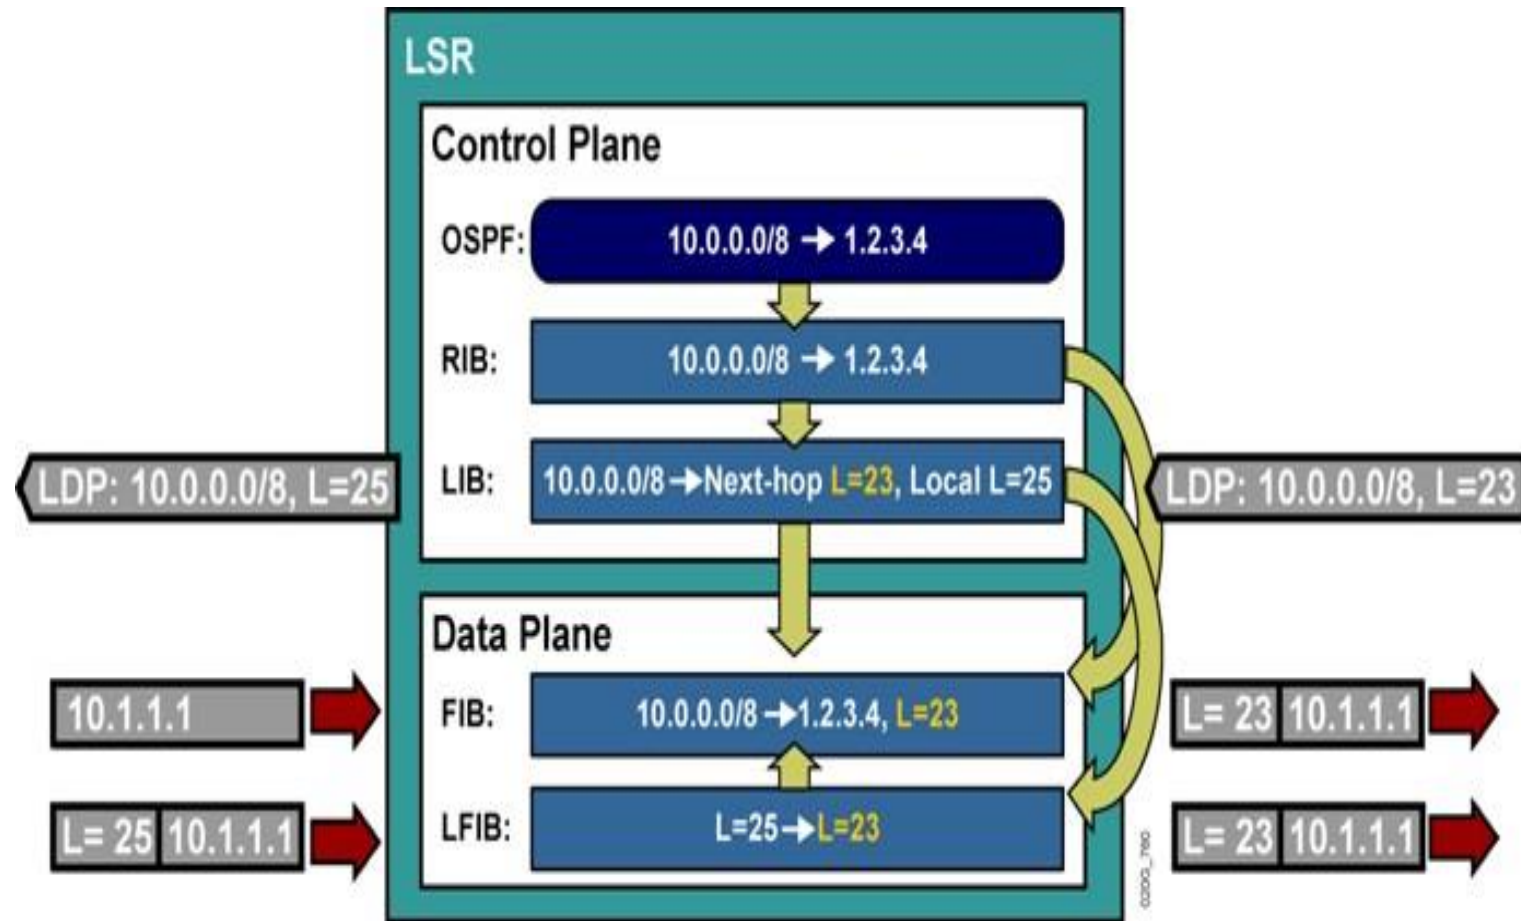 LSR
Control Plane
OSPF: 10.0.0.0/8 → 1.2.3.4
RIB: 10.0.0.0/8 → 1.2.3.4
LDP: 10.0.0.0/8, L=25
LIB: 10.0.0.0/8 →Next-hop L=23, Local L=25
LDP: 10.0.0.0/8, L=23
Data Plane
10.1.1.1
FIB: 10.0.0.0/8 →1.2.3.4, L=23
L= 23 10.1.1.1
L= 25 10.1.1.1
LFIB: L=25→L=23
L= 23 10.1.1.1